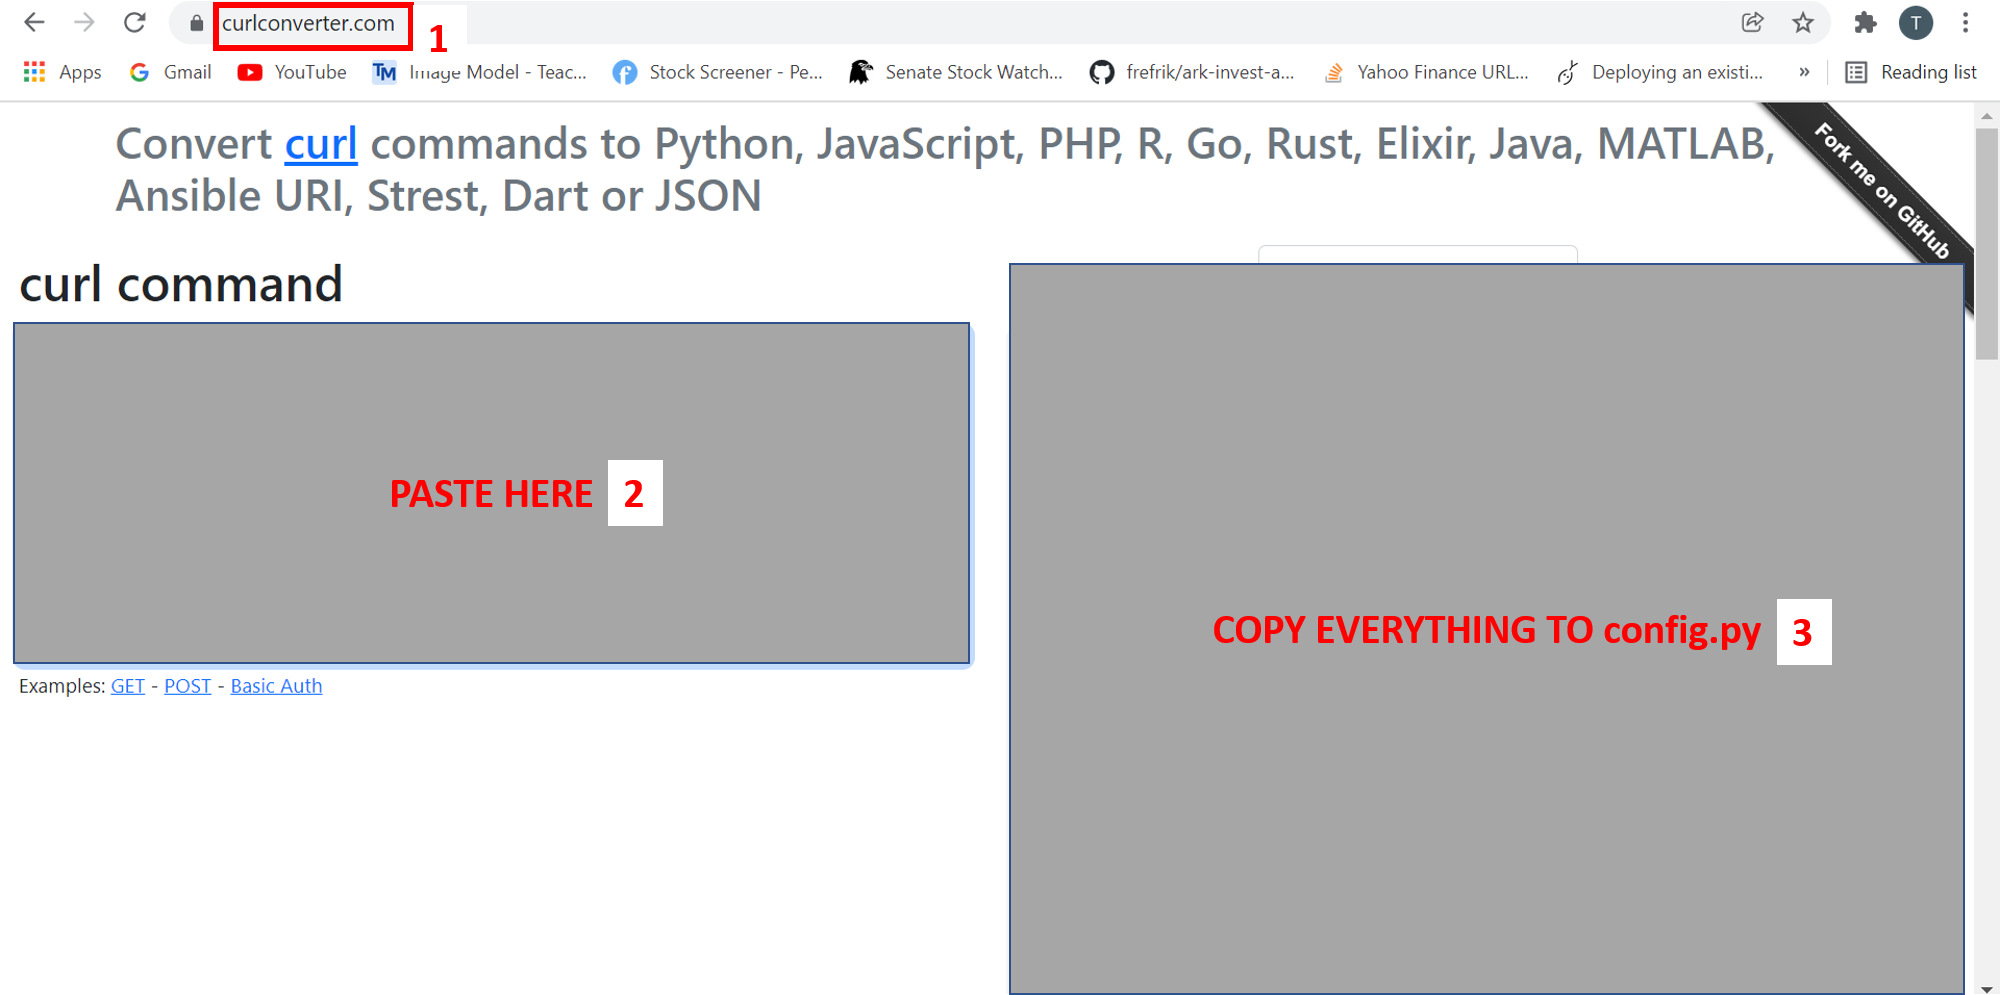 curlconverter.com
1
T
Apps
Gmail
YouTube
TM
Image Model - Teac...
Stock Screener - Pe...
Senate Stock Watch...
frefrik/ark-invest-a...
Yahoo Finance URL...
Deploying an existi...
»
Reading list
Convert curl commands to Python, JavaScript, PHP, R, Go, Rust, Elixir, Java, MATLAB,
Ansible URI, Strest, Dart or JSON
Fork me on GitHub
curl command
PASTE HERE 2
COPY EVERYTHING TO config.py 3
Examples: GET - POST - Basic Auth